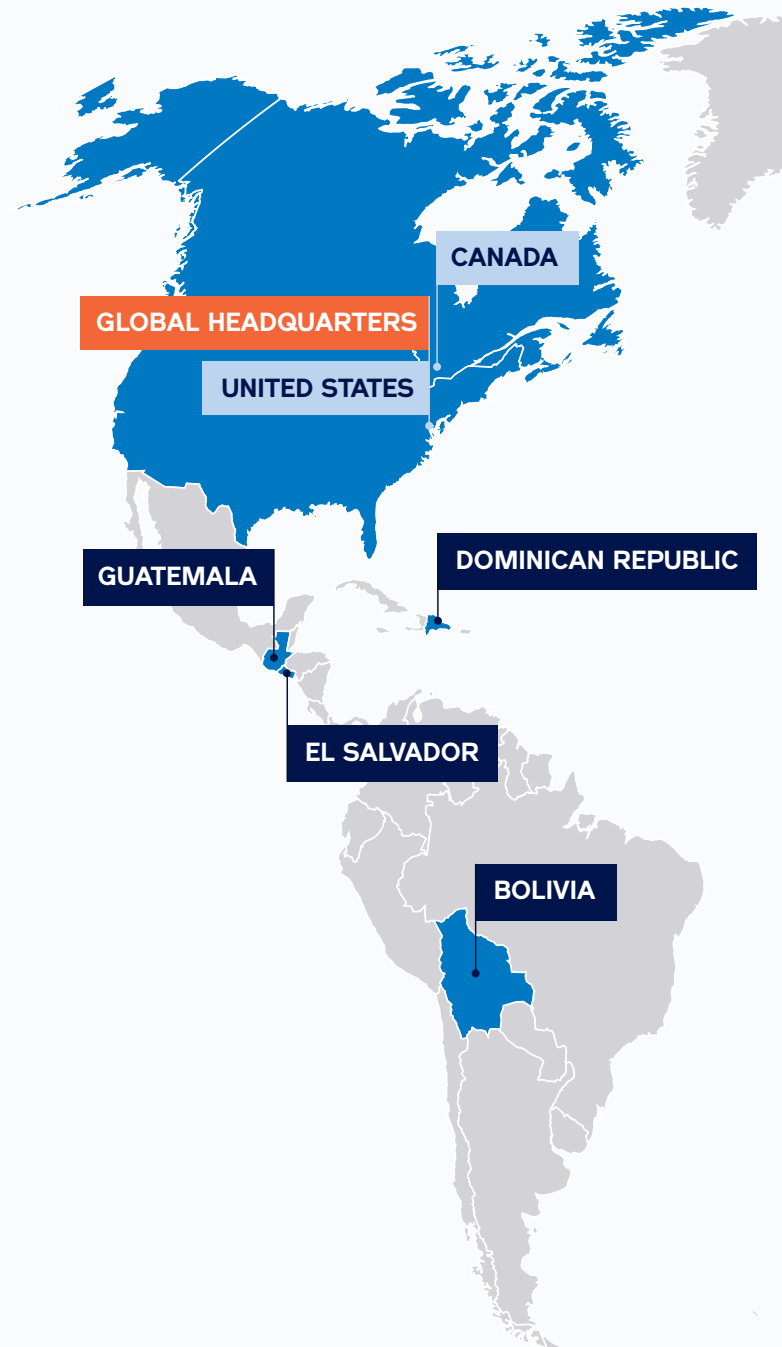 CANADA
GLOBAL HEADQUARTERS
UNITED STATES
DOMINICAN REPUBLIC
GUATEMALA
EL SALVADOR
BOLIVIA